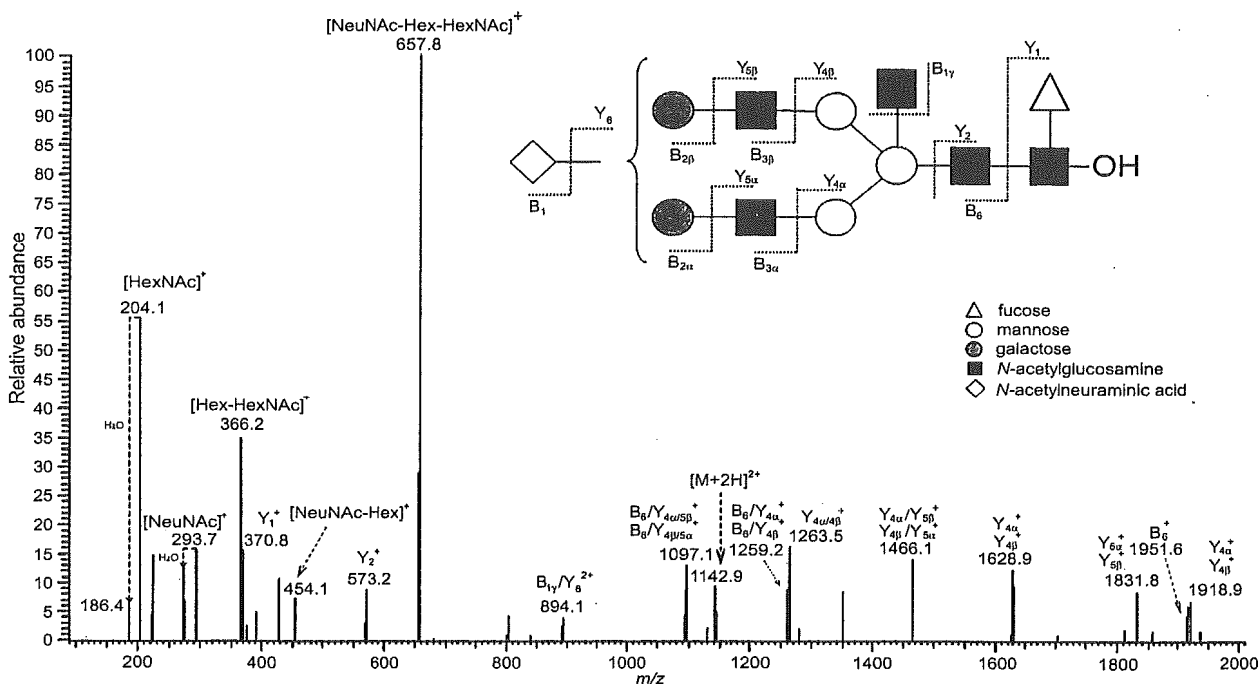 [NeuNAc-Hex-HexNAc]⁺
657.8
Relative abundance
100
95
90
85
80
75
70
65
60
55
50
45
40
35
30
25
20
15
10
5
0
[HexNAc]⁺
204.1
H₂O
186.4
[NeuNAc]⁺
293.7
H₂O
[Hex-HexNAc]⁺
366.2
Y₁⁺
370.8
[NeuNAc-Hex]⁺
454.1
Y₂⁺
573.2
B₁γ/Y₆²⁺
894.1
B₆/Y₄α/5β⁺
B₆/Y₄β/5α⁺
1097.1
[M+2H]²⁺
1142.9
B₆/Y₄α⁺
B₆/Y₄β⁺
1259.2
Y₄α/4β⁺
1263.5
Y₄α/Y₅β⁺
Y₄β/Y₅α⁺
1466.1
Y₄α⁺
Y₄β⁺
1628.9
Y₅α⁺
Y₅β⁺
1831.8
B₆⁺
1951.6
Y₄α⁺
Y₄β⁺
1918.9
200
400
600
800
1000
1200
1400
1600
1800
2000
m/z
Y₆
B₁
Y₅β
Y₄β
B₂β
B₃β
Y₅α
Y₄α
B₂α
B₃α
B₁γ
Y₂
Y₁
B₆
OH
fucose
mannose
galactose
N-acetylglucosamine
N-acetylneuraminic acid